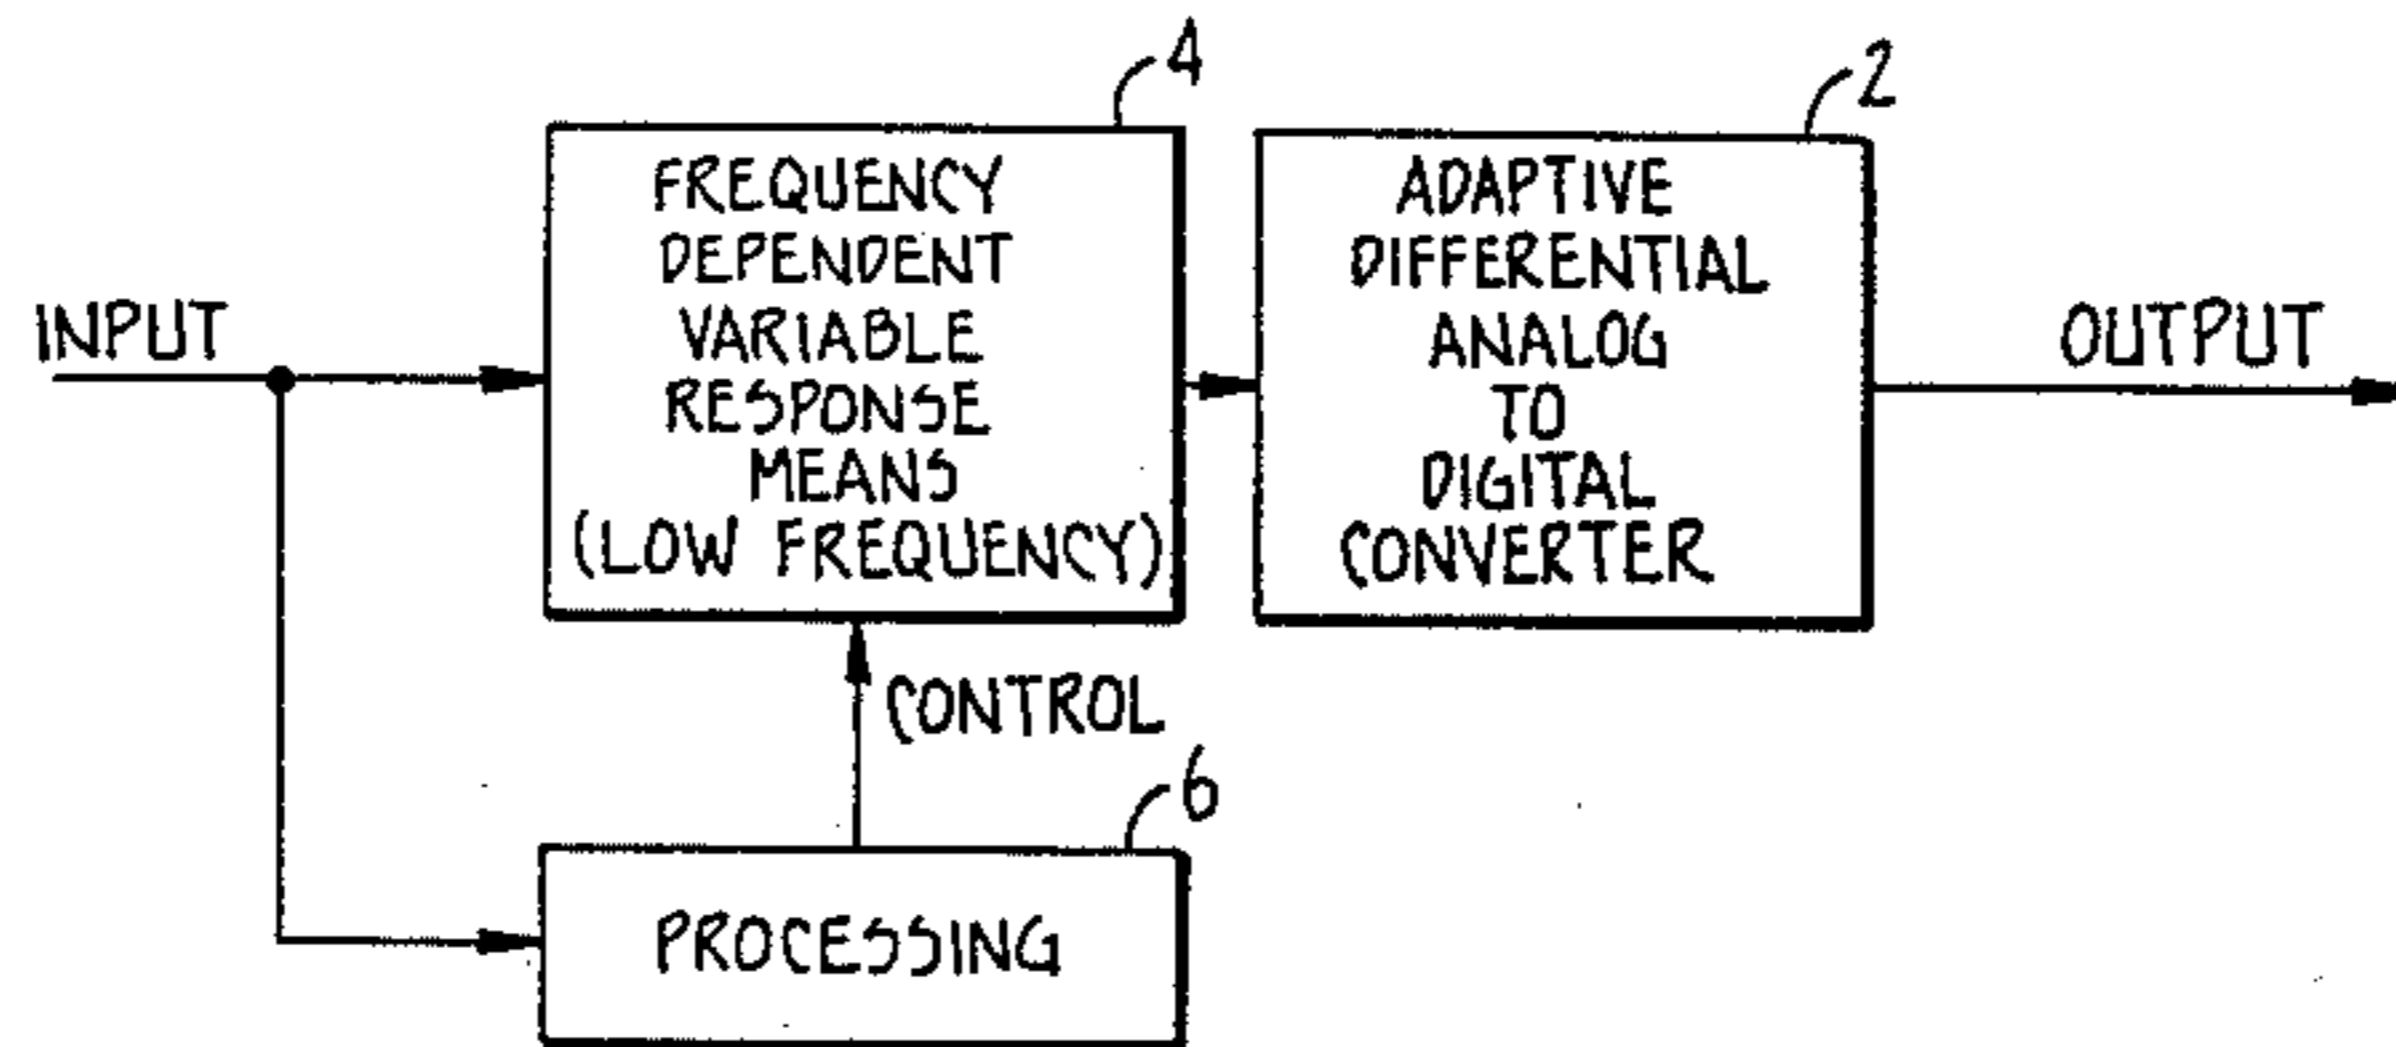 4
2
FREQUENCY
DEPENDENT
VARIABLE
RESPONSE
MEANS
(LOW FREQUENCY)
ADAPTIVE
DIFFERENTIAL
ANALOG
TO
DIGITAL
CONVERTER
INPUT
OUTPUT
CONTROL
6
PROCESSING